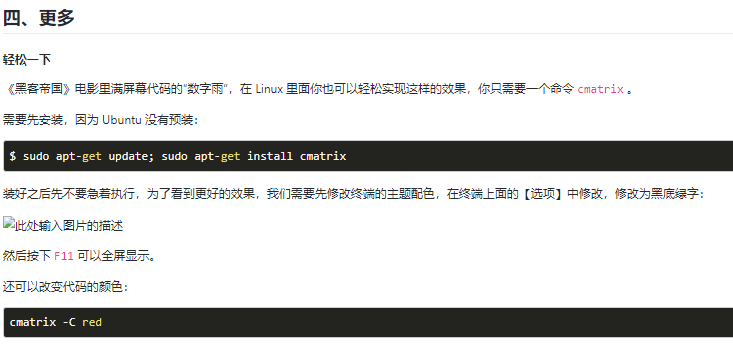 四、更多
轻松一下
《黑客帝国》电影里满屏幕代码的“数字雨”，在 Linux 里面你也可以轻松实现这样的效果，你只需要一个命令 cmatrix 。
需要先安装，因为 Ubuntu 没有预装：
$ sudo apt-get update; sudo apt-get install cmatrix
装好之后先不要急着执行，为了看到更好的效果，我们需要先修改终端的主题配色，在终端上面的【选项】中修改，修改为黑底绿字：
此处输入图片的描述
然后按下 F11 可以全屏显示。
还可以改变代码的颜色：
cmatrix -C red